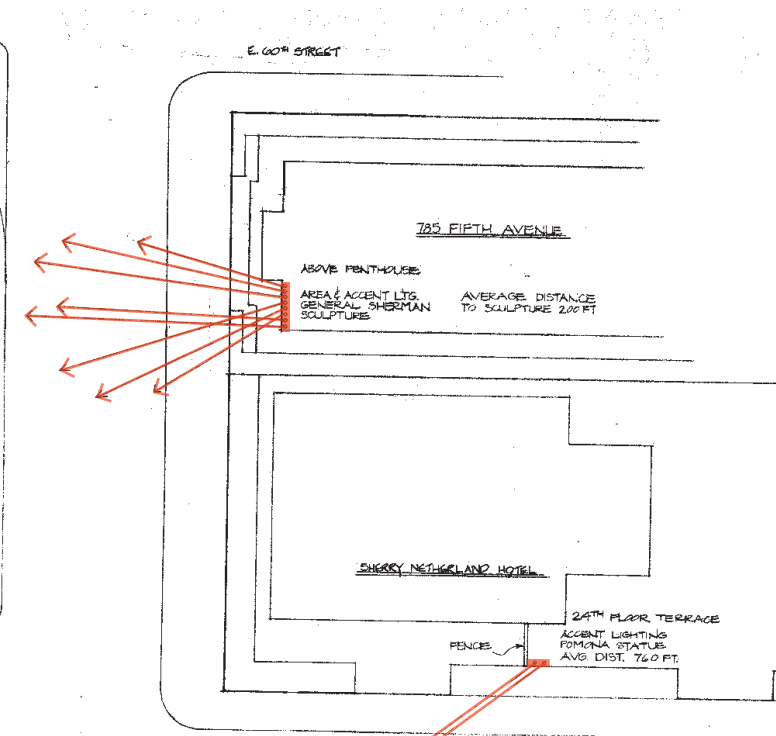 E. 60TH STREET
785 FIFTH AVENUE
ABOVE PENTHOUSE
AREA & ACCENT LTG.
GENERAL SHERMAN
SCULPTURE
AVERAGE DISTANCE
TO SCULPTURE 200 FT
SHERRY NETHERLAND HOTEL
24TH FLOOR TERRACE
ACCENT LIGHTING
POMONA STATUE
AVG. DIST. 760 FT.
FENCE